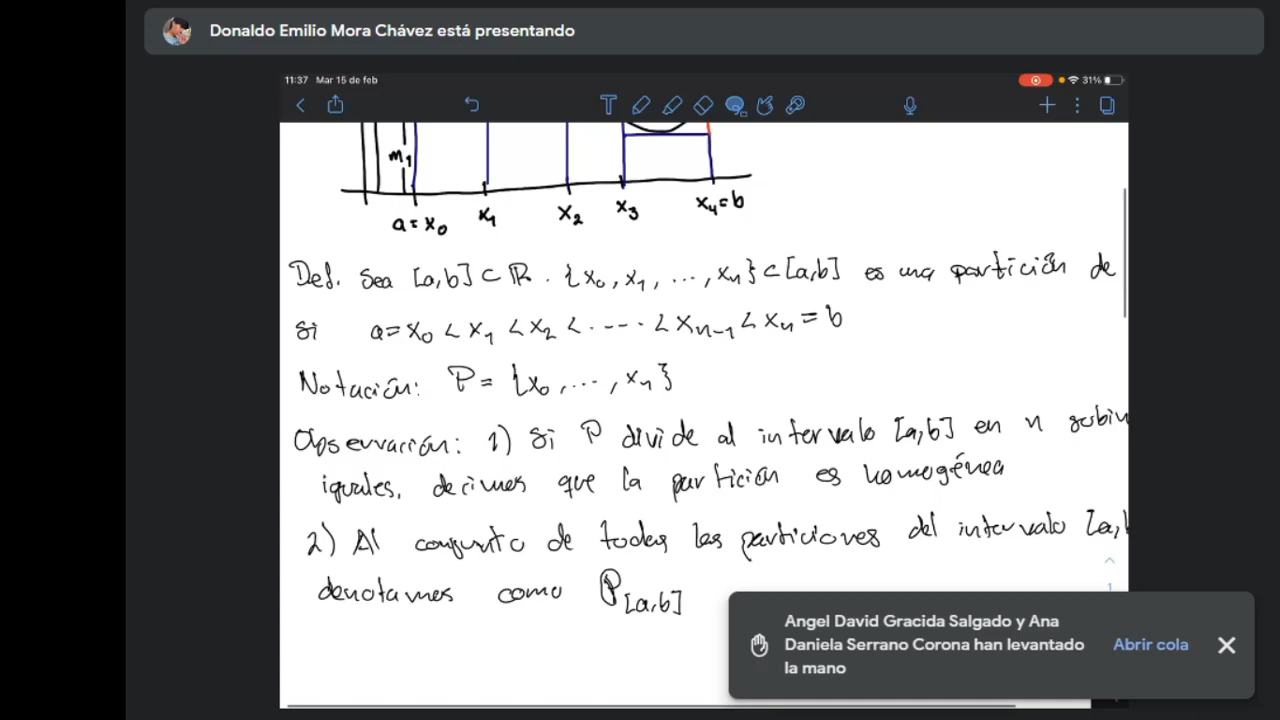 Donaldo Emilio Mora Chávez está presentando
11:37 Mar 15 de feb
31%
m₁
a = x₀ x₁ x₂ x₃ x₄ = b
Def. Sea [a,b] ⊂ ℝ. {x₀, x₁, ..., xₙ} ⊂ [a,b] es una partición de
si a = x₀ < x₁ < x₂ < ..... < xₙ₋₁ < xₙ = b
Notación: P = {x₀, ..., xₙ}
Observación: 1) Si P divide al intervalo [a,b] en n subin
iguales, decimos que la partición es homogénea
2) Al conjunto de todas las particiones del intervalo [a,b
denotamos como P[a,b]
1
Angel David Gracida Salgado y Ana
Daniela Serrano Corona han levantado
la mano
Abrir cola